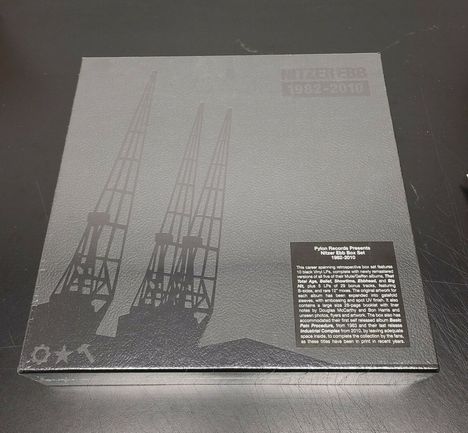 NITZER EBB
1982-2010
Pylon Records Presents
Nitzer Ebb Box Set
1982-2010
This career spanning retrospective box set features
10 black Vinyl LPs, complete with newly remastered
versions of all five of their Mute/Geffen albums, That
Total Age, Belief, Showtime, Ebbhead, and Big
Hit, plus 5 LPs of 29 bonus tracks, featuring
B-sides, and rare 12" mixes. The original artwork for
each album has been expanded into gatefold
sleeves, with embossing and spot UV finish. It also
contains a large size 28-page booklet, with liner
notes by Douglas McCarthy and Bon Harris and
unseen photos, flyers and artwork. The box also has
accommodated their first self released album Basic
Pain Procedure, from 1983 and their last release
Industrial Complex from 2010, by leaving adequate
space inside, to complete the collection by the fans,
as these titles have been in print in recent years.